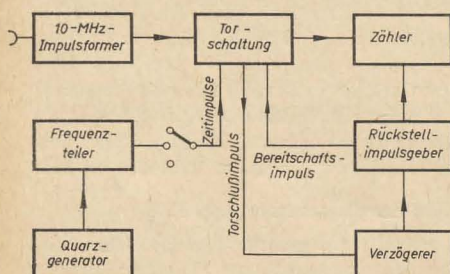 10-MHz-
Impulsformer
Tor-
schaltung
Zähler
Zeitimpulse
Frequenz-
teiler
Torschlußimpuls
Bereitschafts-
impuls
Rückstell-
impulsgeber
Quarz-
generator
Verzögerer